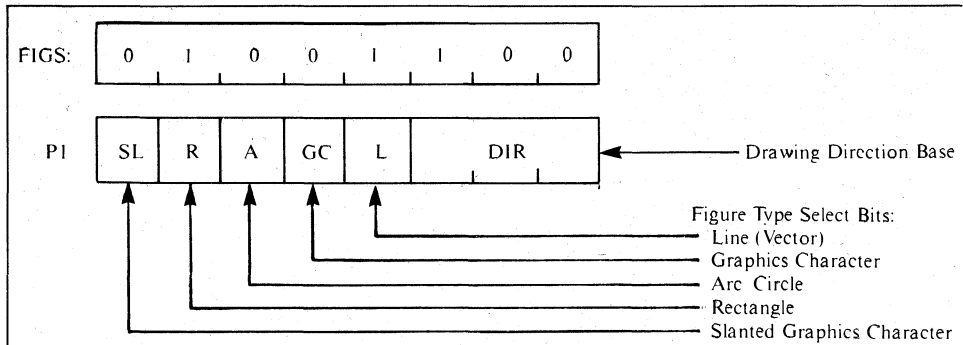 FIGS: 0 1 0 0 1 1 0 0
P1 SL R A GC L DIR Drawing Direction Base
Figure Type Select Bits:
Line (Vector)
Graphics Character
Arc Circle
Rectangle
Slanted Graphics Character